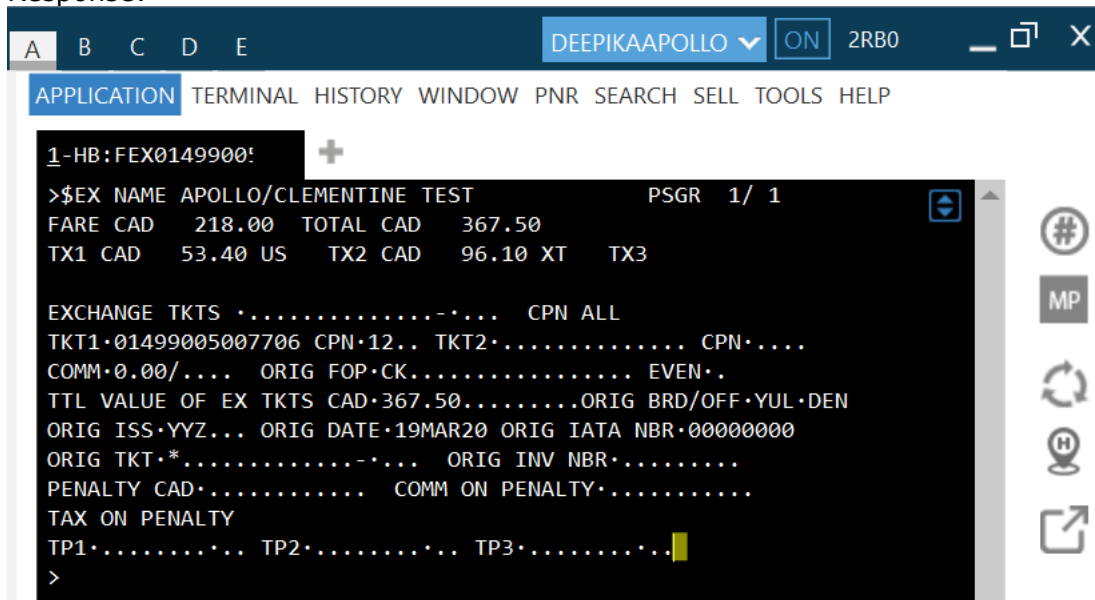 Response:
A B C D E DEEPIKAAPOLLO ON 2RB0
APPLICATION TERMINAL HISTORY WINDOW PNR SEARCH SELL TOOLS HELP
1-HB:FEX01499005
>$EX NAME APOLLO/CLEMENTINE TEST PSGR 1/ 1
FARE CAD 218.00 TOTAL CAD 367.50
TX1 CAD 53.40 US TX2 CAD 96.10 XT TX3
EXCHANGE TKTS ·..............-·... CPN ALL
TKT1·01499005007706 CPN·12.. TKT2·............... CPN·....
COMM·0.00/.... ORIG FOP·CK................. EVEN·.
TTL VALUE OF EX TKTS CAD·367.50.........ORIG BRD/OFF·YUL·DEN
ORIG ISS·YYZ... ORIG DATE·19MAR20 ORIG IATA NBR·00000000
ORIG TKT·*.............-·... ORIG INV NBR·.........
PENALTY CAD·............ COMM ON PENALTY·...........
TAX ON PENALTY
TP1·........·.. TP2·........·.. TP3·........·..
>
#
MP
H